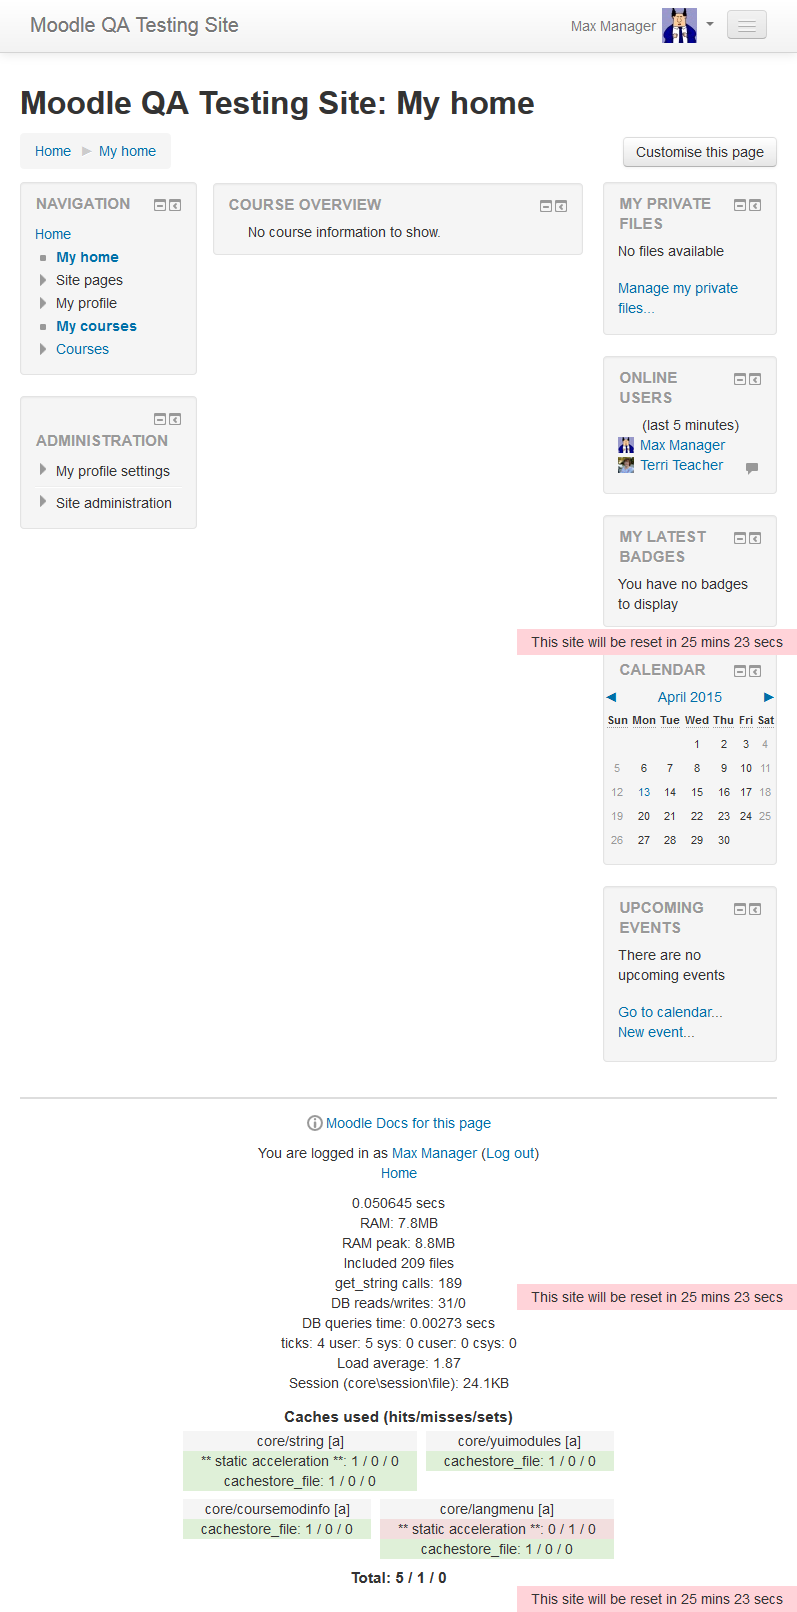 Moodle QA Testing Site
Max Manager
Moodle QA Testing Site: My home
Home ► My home
Customise this page
NAVIGATION
Home
My home
Site pages
My profile
My courses
Courses
ADMINISTRATION
My profile settings
Site administration
COURSE OVERVIEW
No course information to show.
MY PRIVATE
FILES
No files available
Manage my private
files...
ONLINE
USERS
(last 5 minutes)
Max Manager
Terri Teacher
MY LATEST
BADGES
You have no badges
to display
This site will be reset in 25 mins 23 secs
CALENDAR
◄ April 2015 ►
Sun Mon Tue Wed Thu Fri Sat
1 2 3 4
5 6 7 8 9 10 11
12 13 14 15 16 17 18
19 20 21 22 23 24 25
26 27 28 29 30
UPCOMING
EVENTS
There are no
upcoming events
Go to calendar...
New event...
Moodle Docs for this page
You are logged in as Max Manager (Log out)
Home
0.050645 secs
RAM: 7.8MB
RAM peak: 8.8MB
Included 209 files
get_string calls: 189
This site will be reset in 25 mins 23 secs
DB reads/writes: 31/0
DB queries time: 0.00273 secs
ticks: 4 user: 5 sys: 0 cuser: 0 csys: 0
Load average: 1.87
Session (core\session\file): 24.1KB
Caches used (hits/misses/sets)
core/string [a]
** static acceleration **: 1 / 0 / 0
cachestore_file: 1 / 0 / 0
core/yuimodules [a]
cachestore_file: 1 / 0 / 0
core/coursemodinfo [a]
cachestore_file: 1 / 0 / 0
core/langmenu [a]
** static acceleration **: 0 / 1 / 0
cachestore_file: 1 / 0 / 0
Total: 5 / 1 / 0
This site will be reset in 25 mins 23 secs